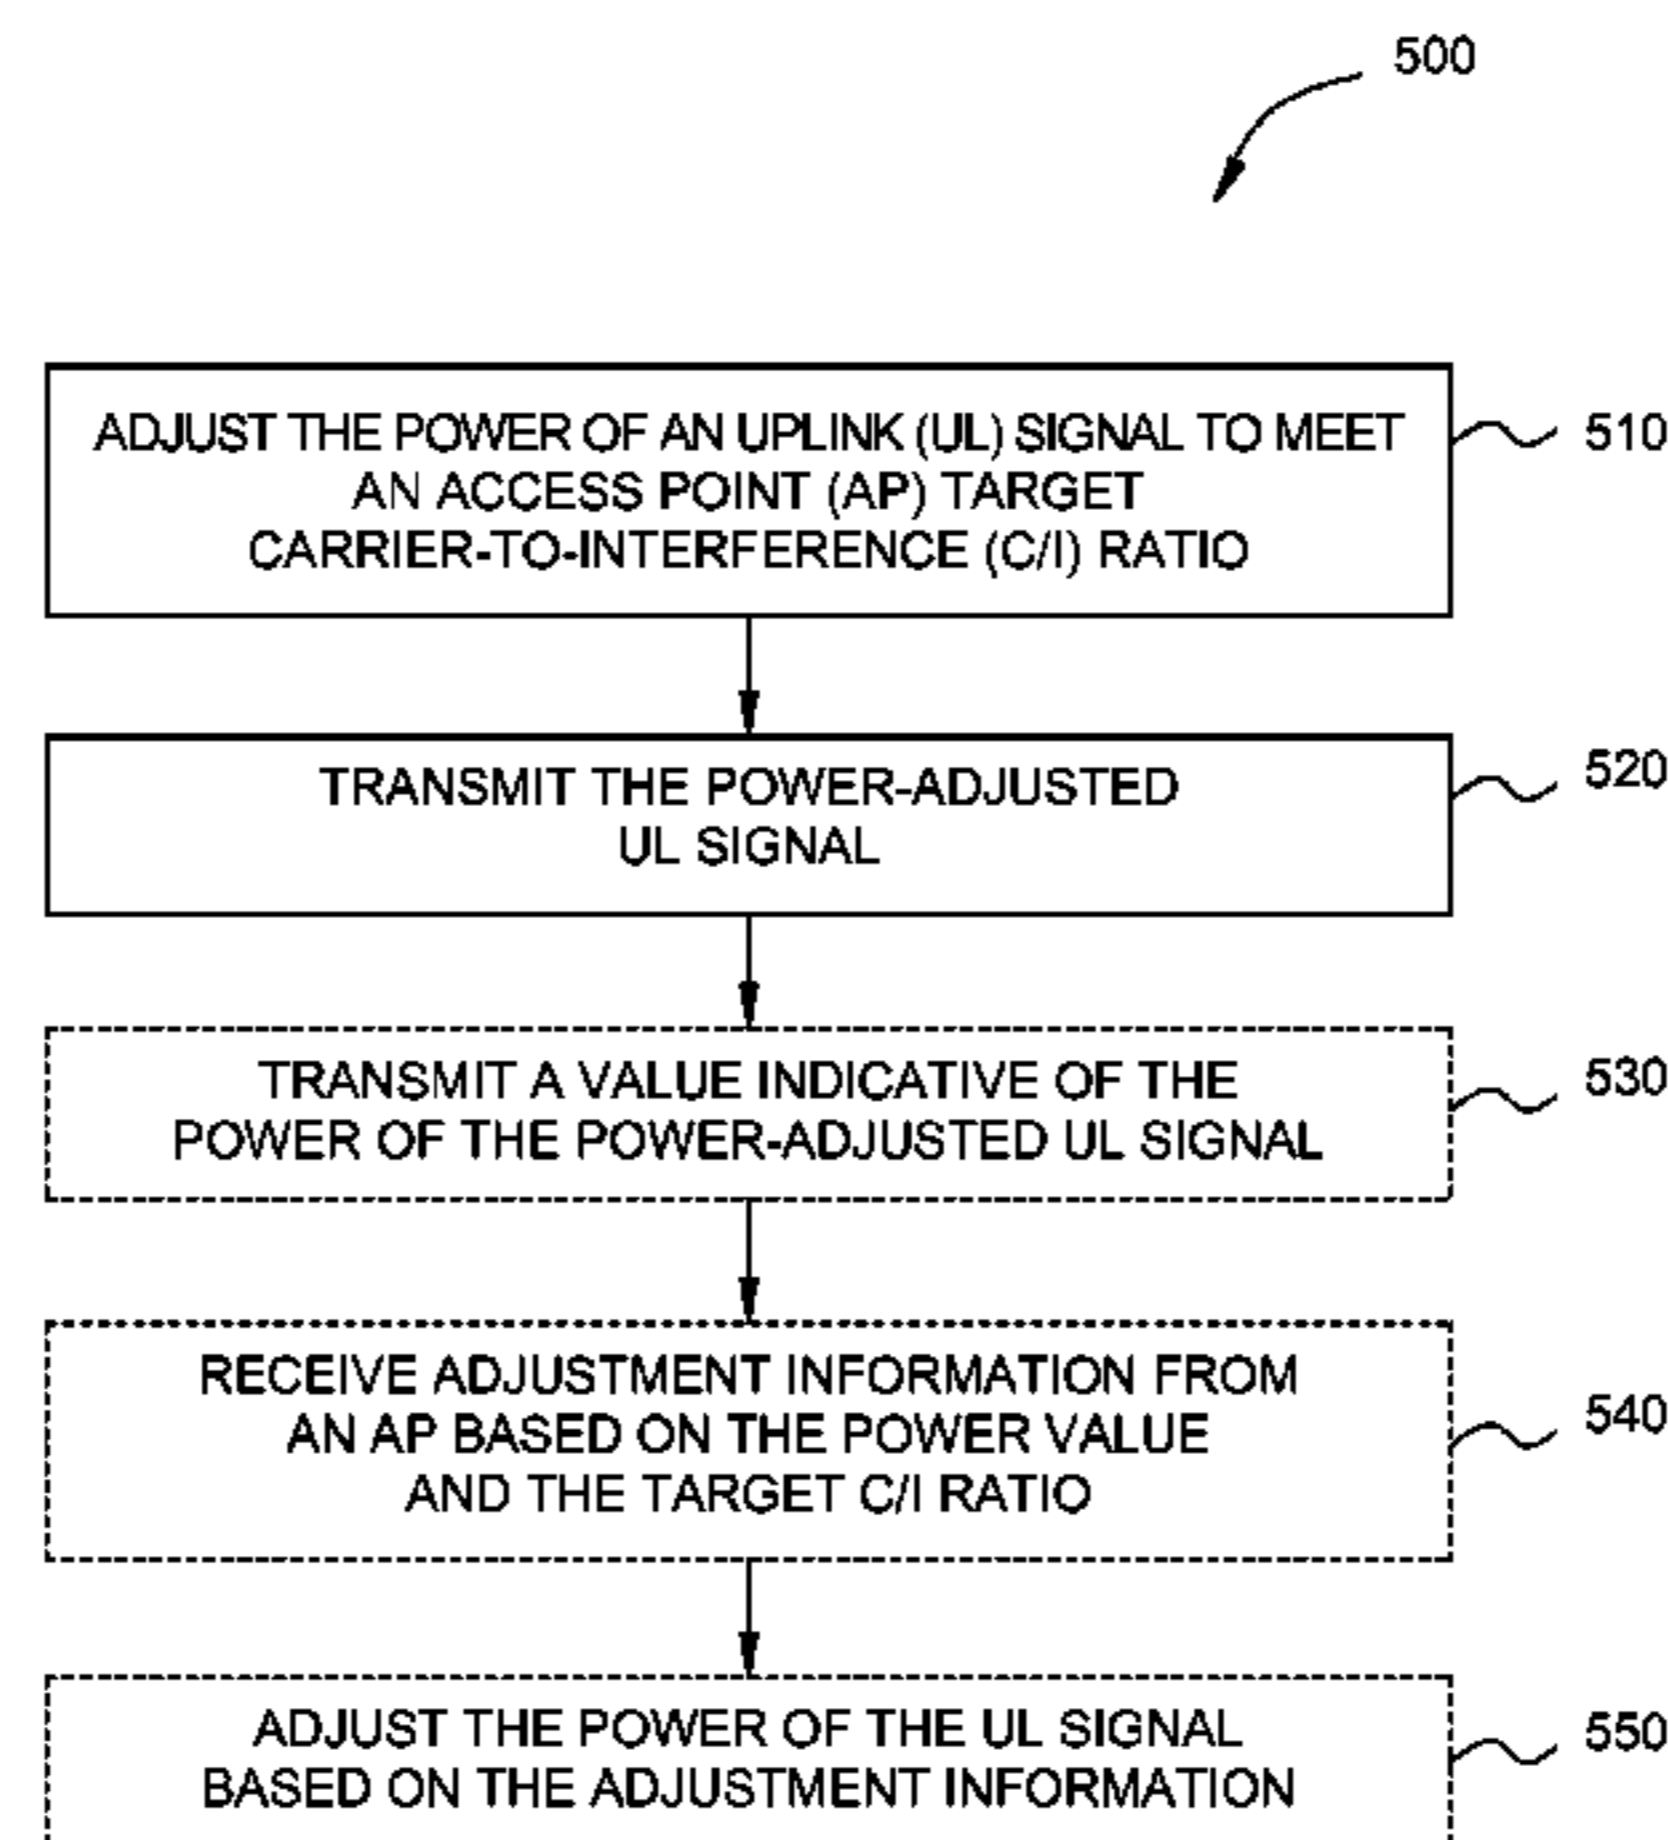 500
ADJUST THE POWER OF AN UPLINK (UL) SIGNAL TO MEET
AN ACCESS POINT (AP) TARGET
CARRIER-TO-INTERFERENCE (C/I) RATIO
510
TRANSMIT THE POWER-ADJUSTED
UL SIGNAL
520
TRANSMIT A VALUE INDICATIVE OF THE
POWER OF THE POWER-ADJUSTED UL SIGNAL
530
RECEIVE ADJUSTMENT INFORMATION FROM
AN AP BASED ON THE POWER VALUE
AND THE TARGET C/I RATIO
540
ADJUST THE POWER OF THE UL SIGNAL
BASED ON THE ADJUSTMENT INFORMATION
550